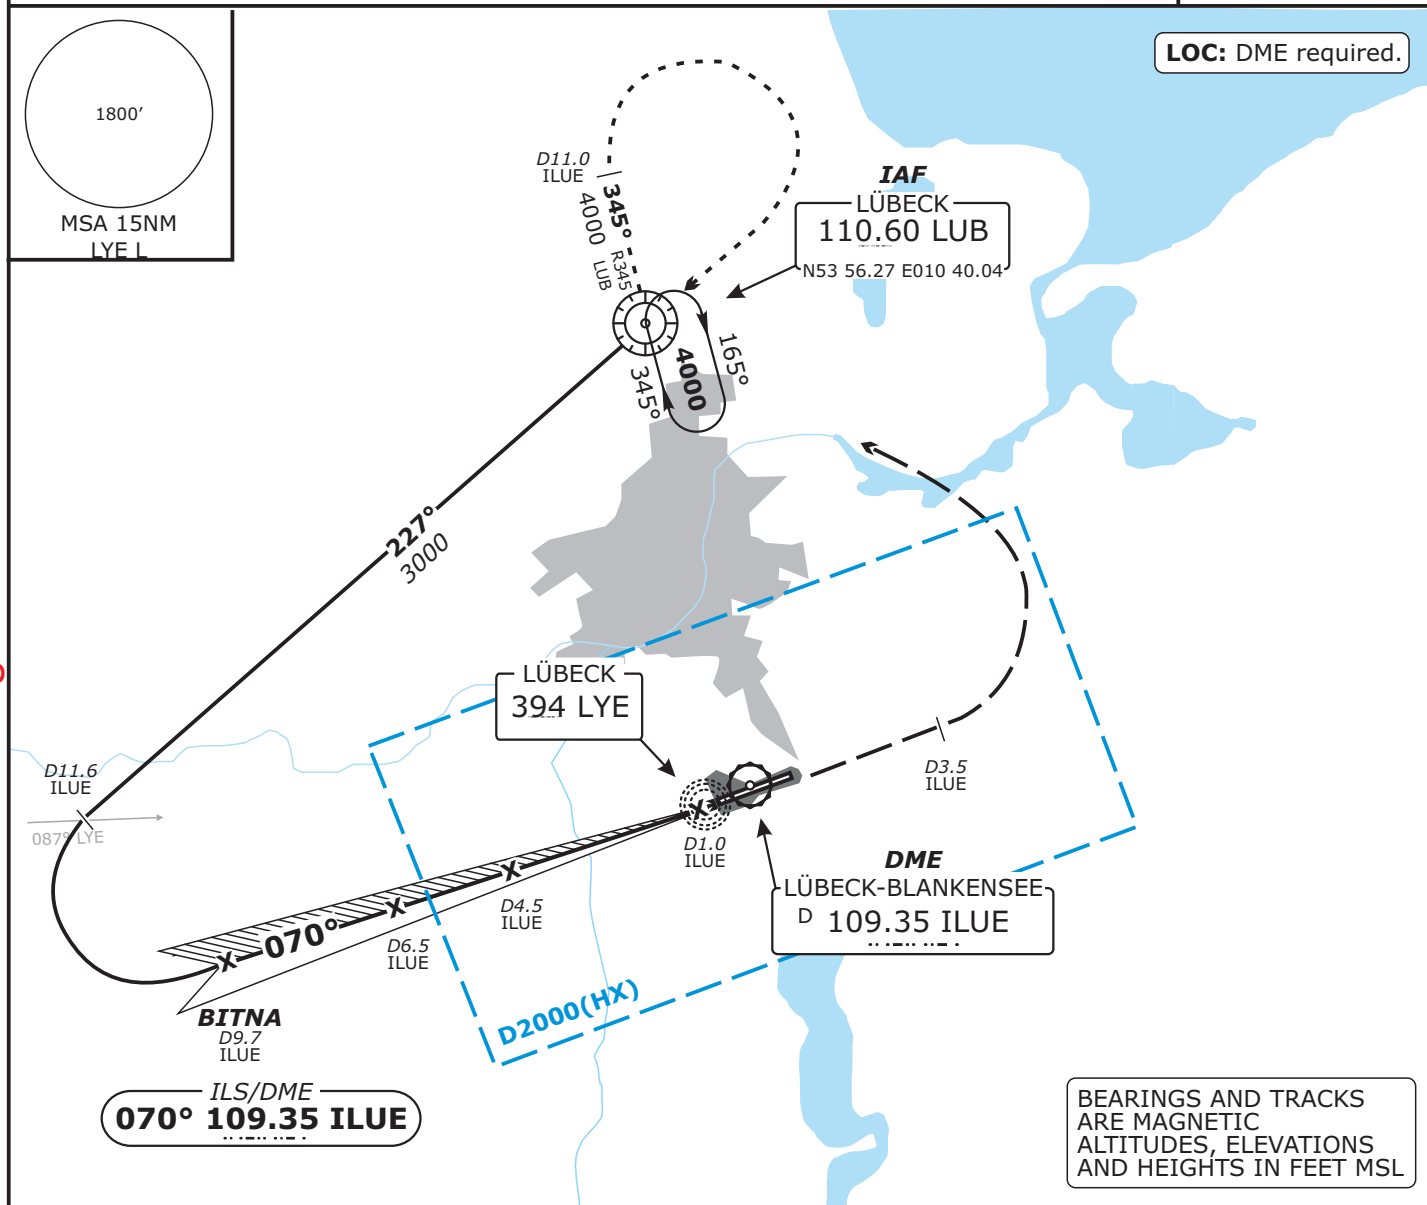 1800’
MSA 15NM
LYE L
LOC: DME required.
D11.0
ILUE
345°
4000
R345
LUB
IAF
LÜBECK
110.60 LUB
N53 56.27 E010 40.04
165°
4000
345°
227°
3000
LÜBECK
394 LYE
D11.6
ILUE
087° LYE
D3.5
ILUE
D1.0
ILUE
DME
LÜBECK-BLANKENSEE
D 109.35 ILUE
D4.5
ILUE
070°
D6.5
ILUE
BITNA
D9.7
ILUE
D2000(HX)
ILS/DME
070° 109.35 ILUE
BEARINGS AND TRACKS
ARE MAGNETIC
ALTITUDES, ELEVATIONS
AND HEIGHTS IN FEET MSL